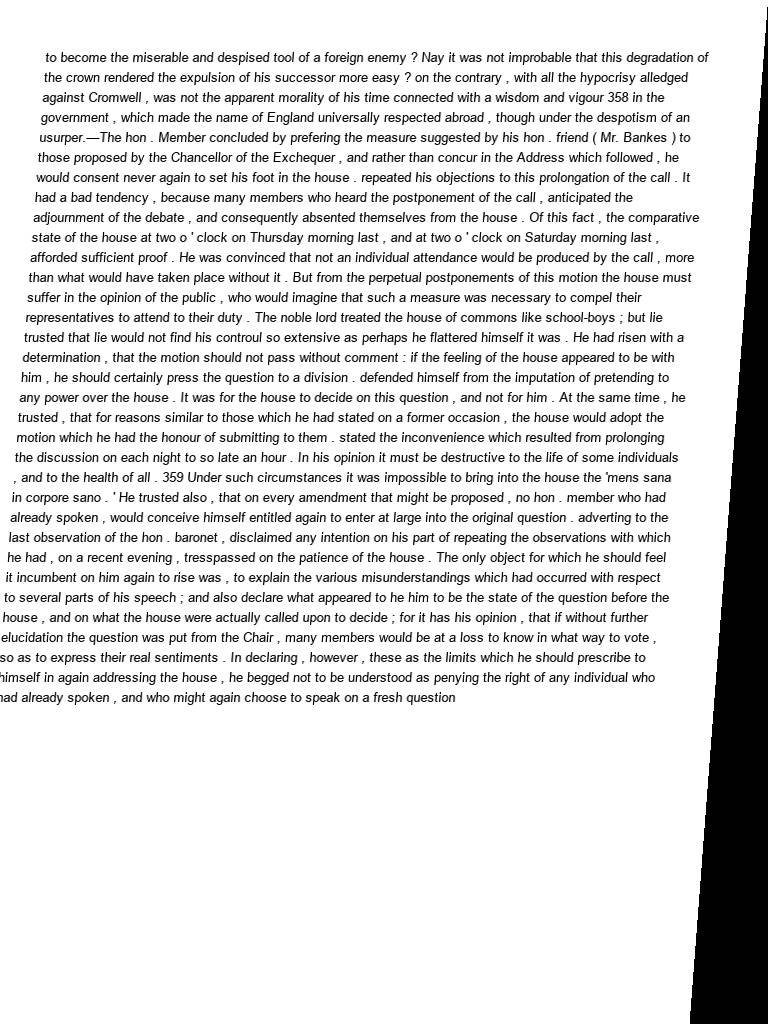 to become the miserable and despised tool of a foreign enemy ? Nay it was not improbable that this degradation of
the crown rendered the expulsion of his successor more easy ? on the contrary , with all the hypocrisy alledged
against Cromwell , was not the apparent morality of his time connected with a wisdom and vigour 358 in the
government , which made the name of England universally respected abroad , though under the despotism of an
usurper.—The hon . Member concluded by prefering the measure suggested by his hon . friend ( Mr. Bankes ) to
those proposed by the Chancellor of the Exchequer , and rather than concur in the Address which followed , he
would consent never again to set his foot in the house . repeated his objections to this prolongation of the call . It
had a bad tendency , because many members who heard the postponement of the call , anticipated the
adjournment of the debate , and consequently absented themselves from the house . Of this fact , the comparative
state of the house at two o ' clock on Thursday morning last , and at two o ' clock on Saturday morning last ,
afforded sufficient proof . He was convinced that not an individual attendance would be produced by the call , more
than what would have taken place without it . But from the perpetual postponements of this motion the house must
suffer in the opinion of the public , who would imagine that such a measure was necessary to compel their
representatives to attend to their duty . The noble lord treated the house of commons like school-boys ; but lie
trusted that lie would not find his controul so extensive as perhaps he flattered himself it was . He had risen with a
determination , that the motion should not pass without comment : if the feeling of the house appeared to be with
him , he should certainly press the question to a division . defended himself from the imputation of pretending to
any power over the house . It was for the house to decide on this question , and not for him . At the same time , he
trusted , that for reasons similar to those which he had stated on a former occasion , the house would adopt the
motion which he had the honour of submitting to them . stated the inconvenience which resulted from prolonging
the discussion on each night to so late an hour . In his opinion it must be destructive to the life of some individuals
, and to the health of all . 359 Under such circumstances it was impossible to bring into the house the 'mens sana
in corpore sano . ' He trusted also , that on every amendment that might be proposed , no hon . member who had
already spoken , would conceive himself entitled again to enter at large into the original question . adverting to the
last observation of the hon . baronet , disclaimed any intention on his part of repeating the observations with which
he had , on a recent evening , tresspassed on the patience of the house . The only object for which he should feel
it incumbent on him again to rise was , to explain the various misunderstandings which had occurred with respect
to several parts of his speech ; and also declare what appeared to he him to be the state of the question before the
house , and on what the house were actually called upon to decide ; for it has his opinion , that if without further
elucidation the question was put from the Chair , many members would be at a loss to know in what way to vote ,
so as to express their real sentiments . In declaring , however , these as the limits which he should prescribe to
himself in again addressing the house , he begged not to be understood as penying the right of any individual who
had already spoken , and who might again choose to speak on a fresh question